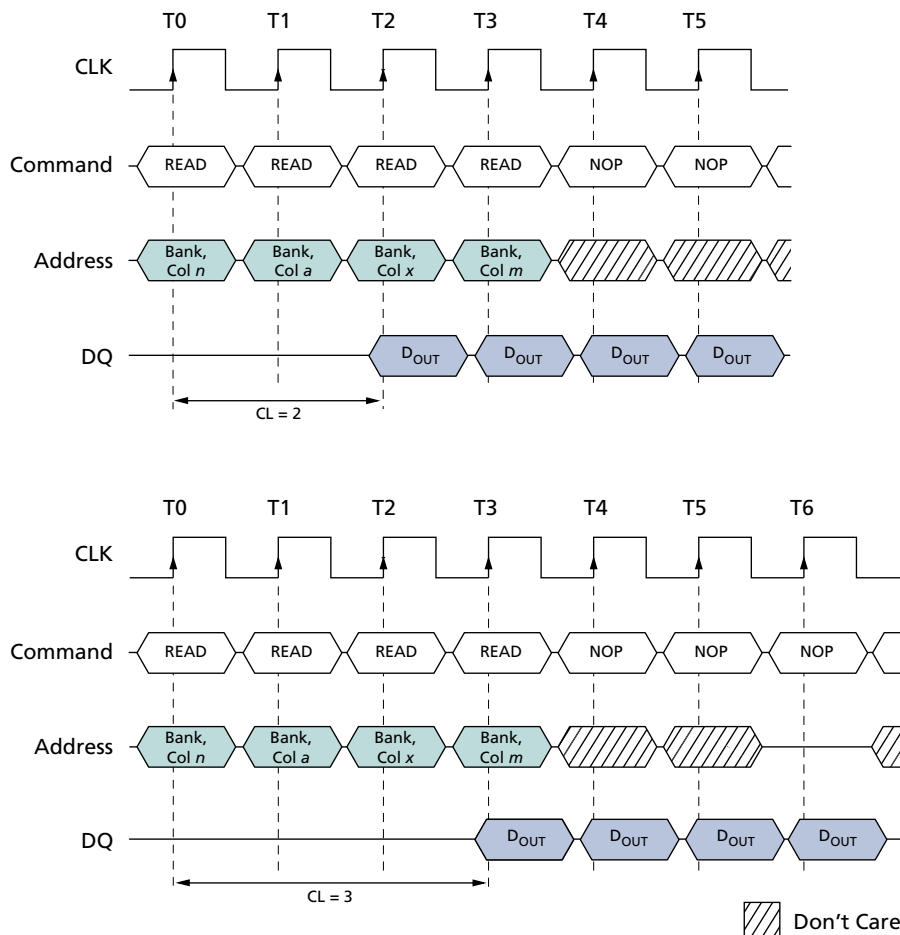 T0 T1 T2 T3 T4 T5
CLK
Command READ READ READ READ NOP NOP
Address Bank, Col n Bank, Col a Bank, Col x Bank, Col m
DQ DOUT DOUT DOUT DOUT
CL = 2
T0 T1 T2 T3 T4 T5 T6
CLK
Command READ READ READ READ NOP NOP NOP
Address Bank, Col n Bank, Col a Bank, Col x Bank, Col m
DQ DOUT DOUT DOUT DOUT
CL = 3
Don't Care